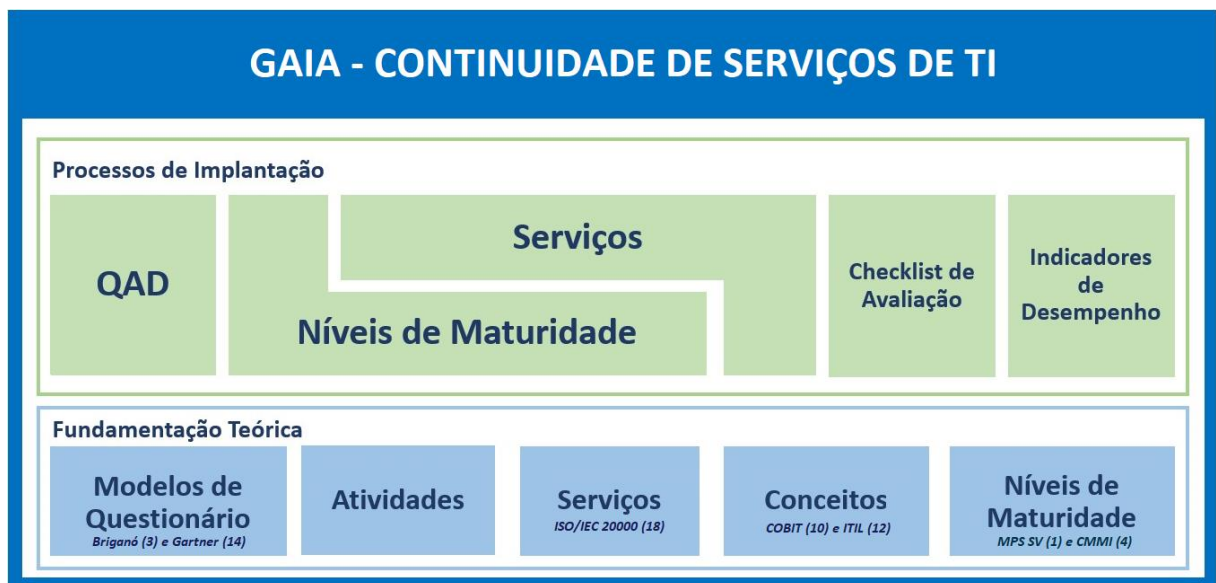 GAIA - CONTINUIDADE DE SERVIÇOS DE TI
Processos de Implantação
QAD
Serviços
Níveis de Maturidade
Checklist de
Avaliação
Indicadores
de
Desempenho
Fundamentação Teórica
Modelos de
Questionário
Briganó (3) e Gartner (14)
Atividades
Serviços
ISO/IEC 20000 (18)
Conceitos
COBIT (10) e ITIL (12)
Níveis de
Maturidade
MPS SV (1) e CMMI (4)